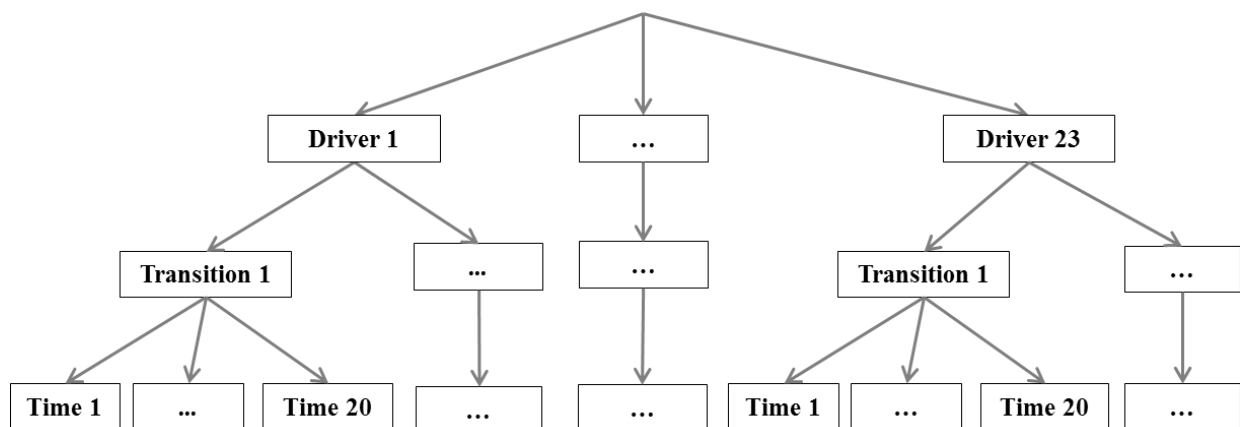 Driver 1
…
Driver 23
Transition 1
...
…
Transition 1
…
Time 1
...
Time 20
…
…
Time 1
…
Time 20
…